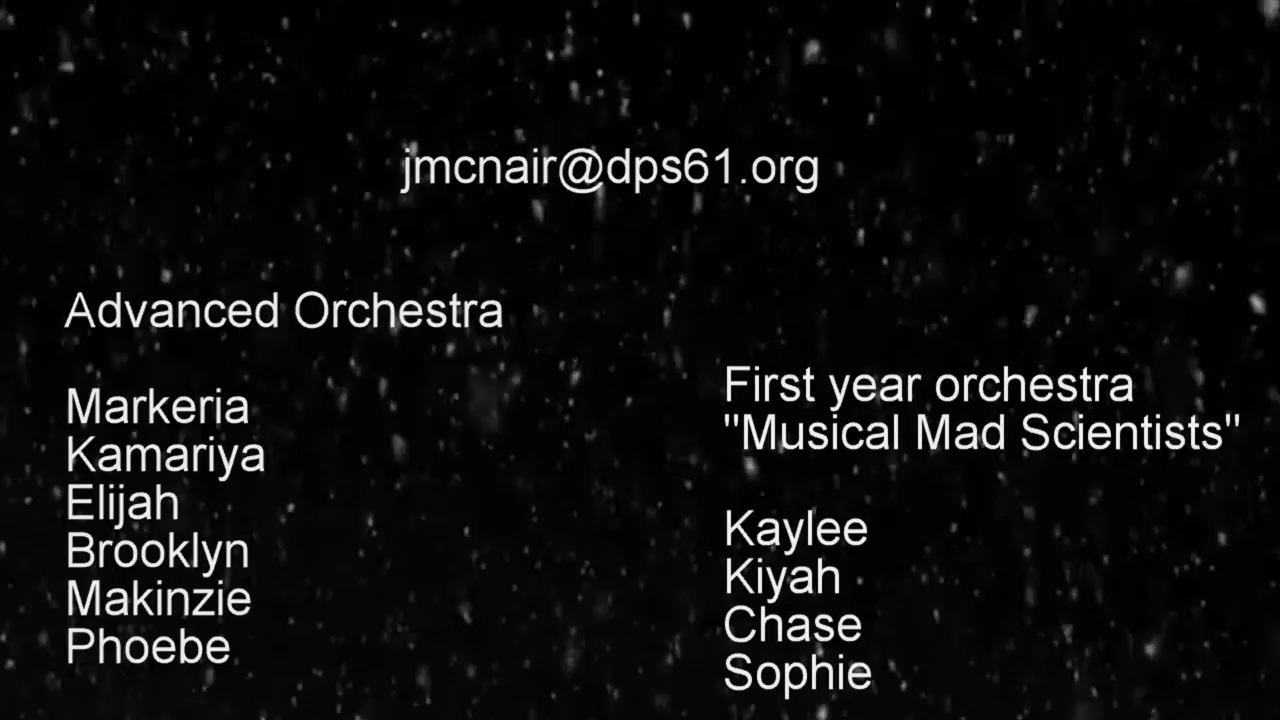 jmcnair@dps61.org
Advanced Orchestra
Markeria
Kamariya
Elijah
Brooklyn
Makinzie
Phoebe
First year orchestra
"Musical Mad Scientists"
Kaylee
Kiyah
Chase
Sophie